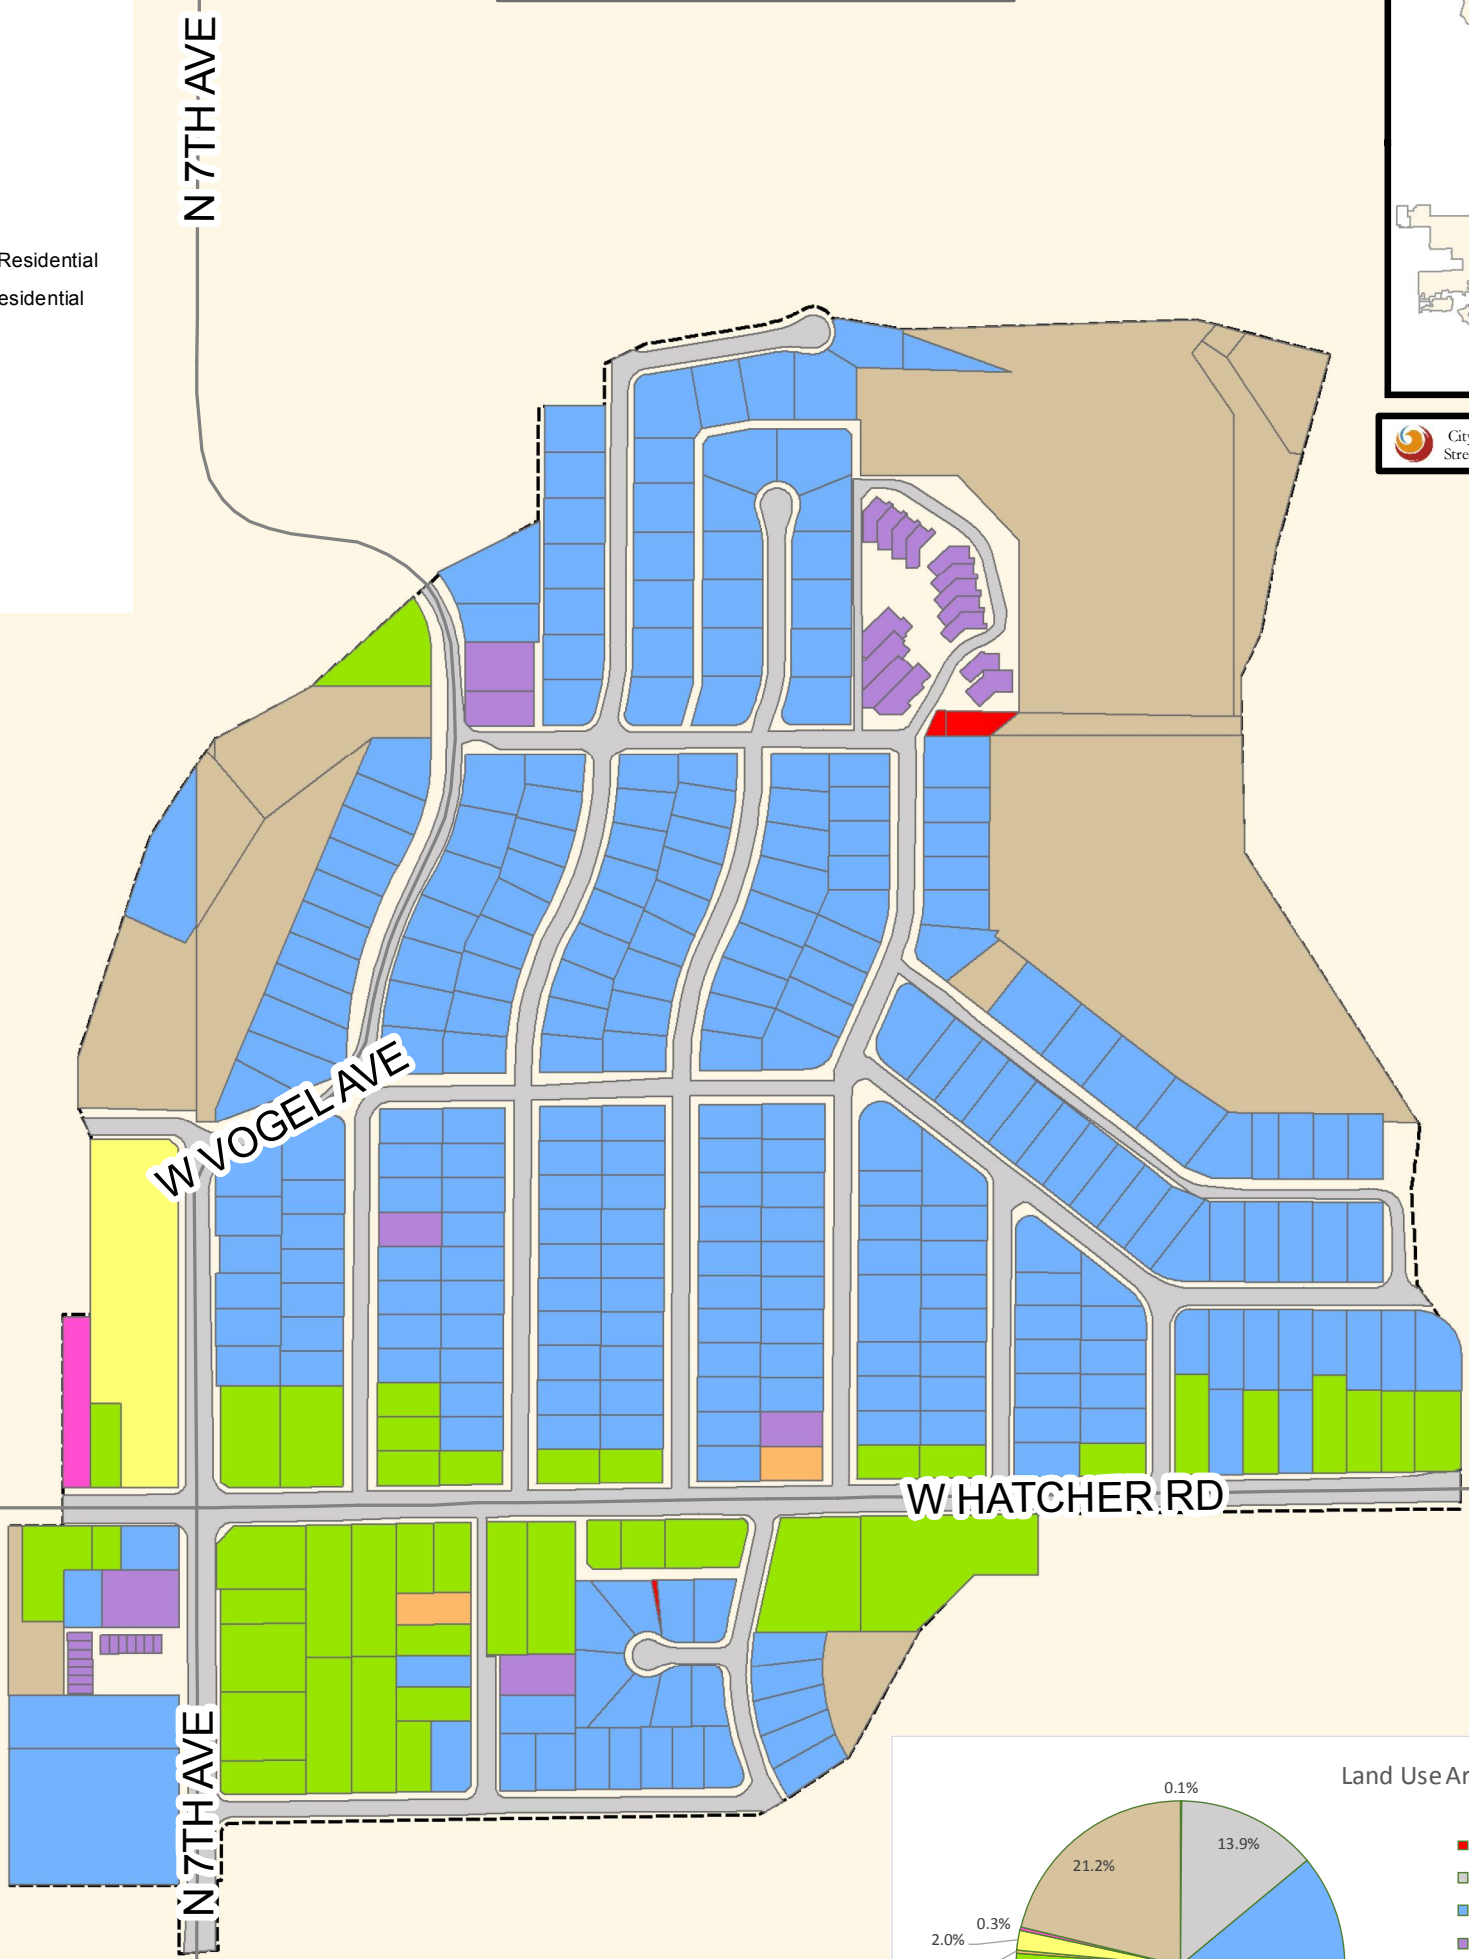 N 7TH AVE
Residential
esidential
City
Stre
W VOGEL AVE
W HATCHER RD
N 7TH AVE
Land Use Ar
0.1%
13.9%
21.2%
0.3%
2.0%